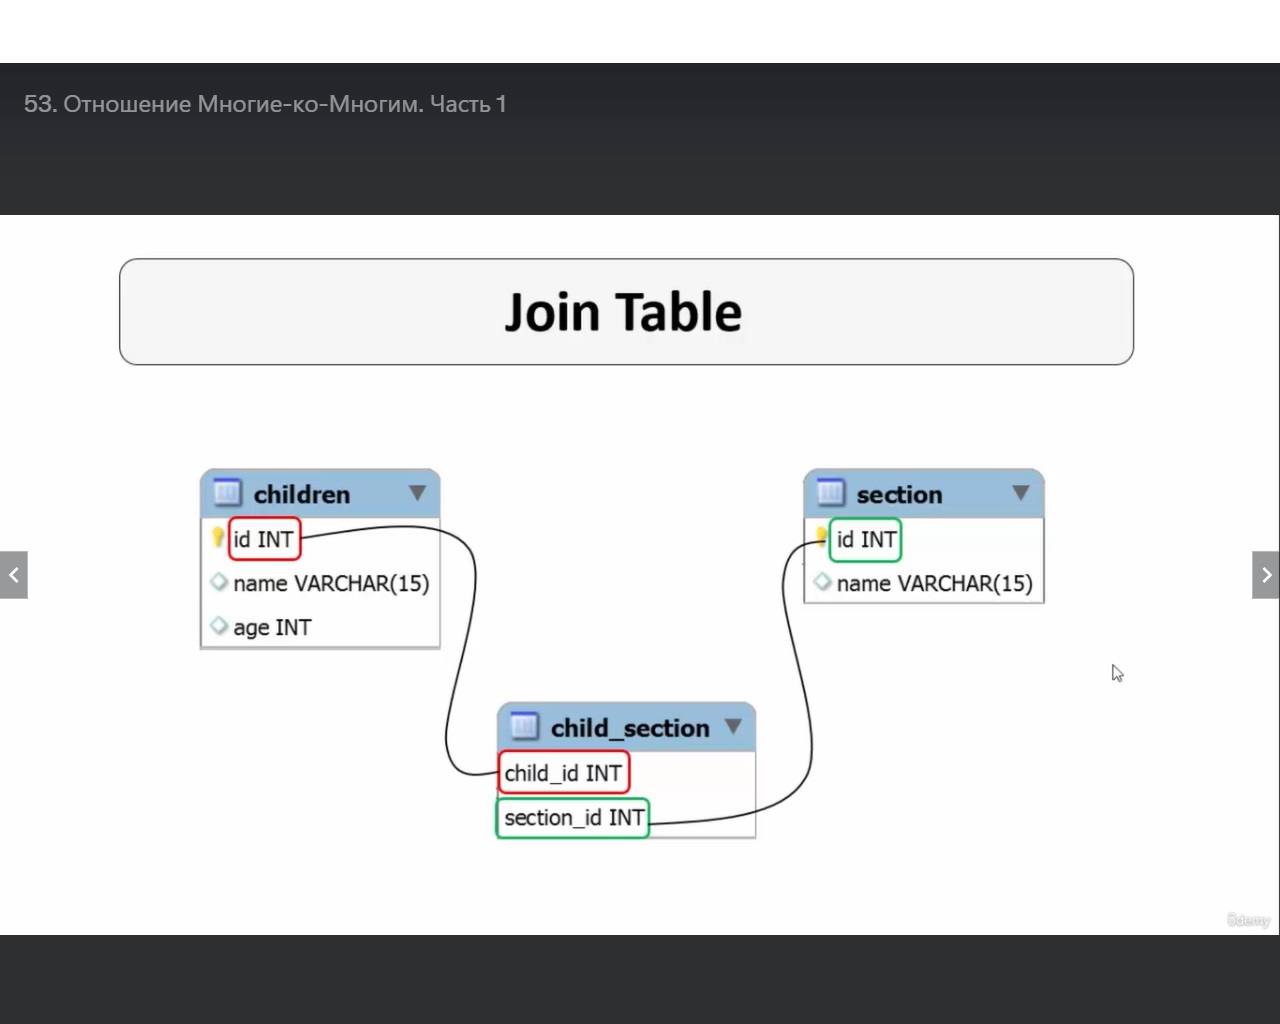 53. Отношение Многие-ко-Многим. Часть 1
Join Table
children
id INT
name VARCHAR(15)
age INT
section
id INT
name VARCHAR(15)
child_section
child_id INT
section_id INT
ûdemy